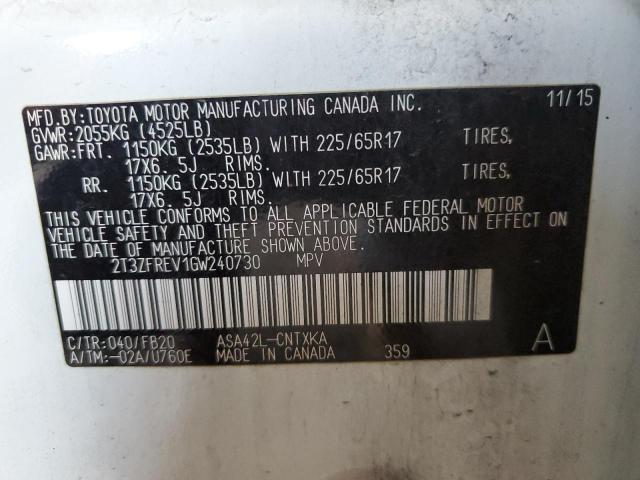 MFD.BY:TOYOTA MOTOR MANUFACTURING CANADA INC. 11/15
GVWR:2055KG (4525LB)
GAWR:FRT. 1150KG (2535LB) WITH 225/65R17 TIRES,
17X6.5J RIMS.
RR. 1150KG (2535LB) WITH 225/65R17 TIRES,
17X6.5J RIMS.
THIS VEHICLE CONFORMS TO ALL APPLICABLE FEDERAL MOTOR
VEHICLE SAFETY AND THEFT PREVENTION STANDARDS IN EFFECT ON
THE DATE OF MANUFACTURE SHOWN ABOVE.
2T3ZFREV1GW240730 MPV
C/TR:040/FB20 ASA42L-CNTXKA A
A/TM:-02A/U760E MADE IN CANADA 359